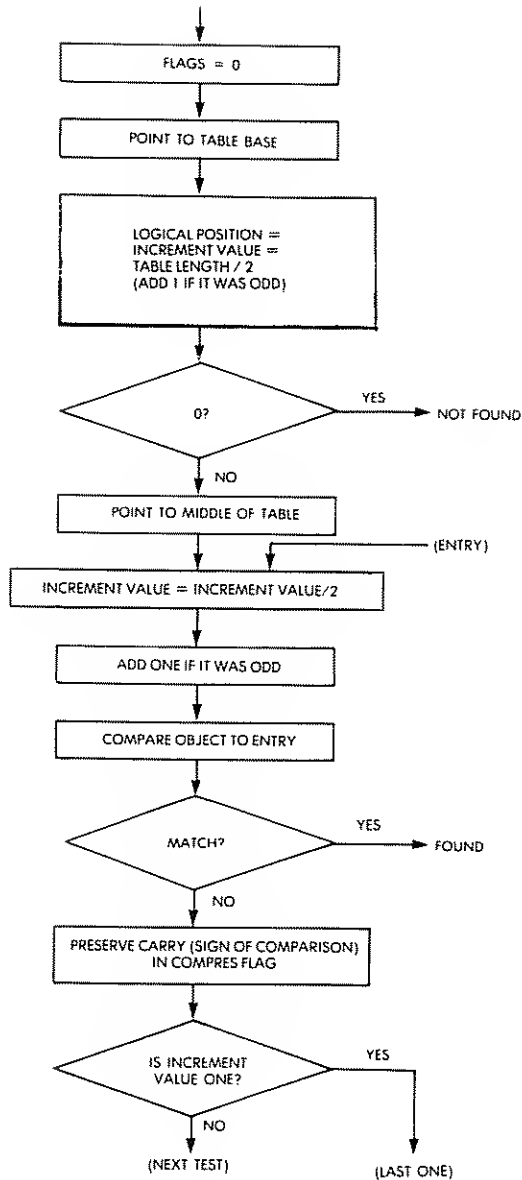 FLAGS = 0
POINT TO TABLE BASE
LOGICAL POSITION =
INCREMENT VALUE =
TABLE LENGTH / 2
(ADD 1 IF IT WAS ODD)
0?
YES
NOT FOUND
NO
POINT TO MIDDLE OF TABLE
(ENTRY)
INCREMENT VALUE = INCREMENT VALUE/2
ADD ONE IF IT WAS ODD
COMPARE OBJECT TO ENTRY
MATCH?
YES
FOUND
NO
PRESERVE CARRY (SIGN OF COMPARISON)
IN COMPRES FLAG
IS INCREMENT
VALUE ONE?
YES
NO
(NEXT TEST)
(LAST ONE)